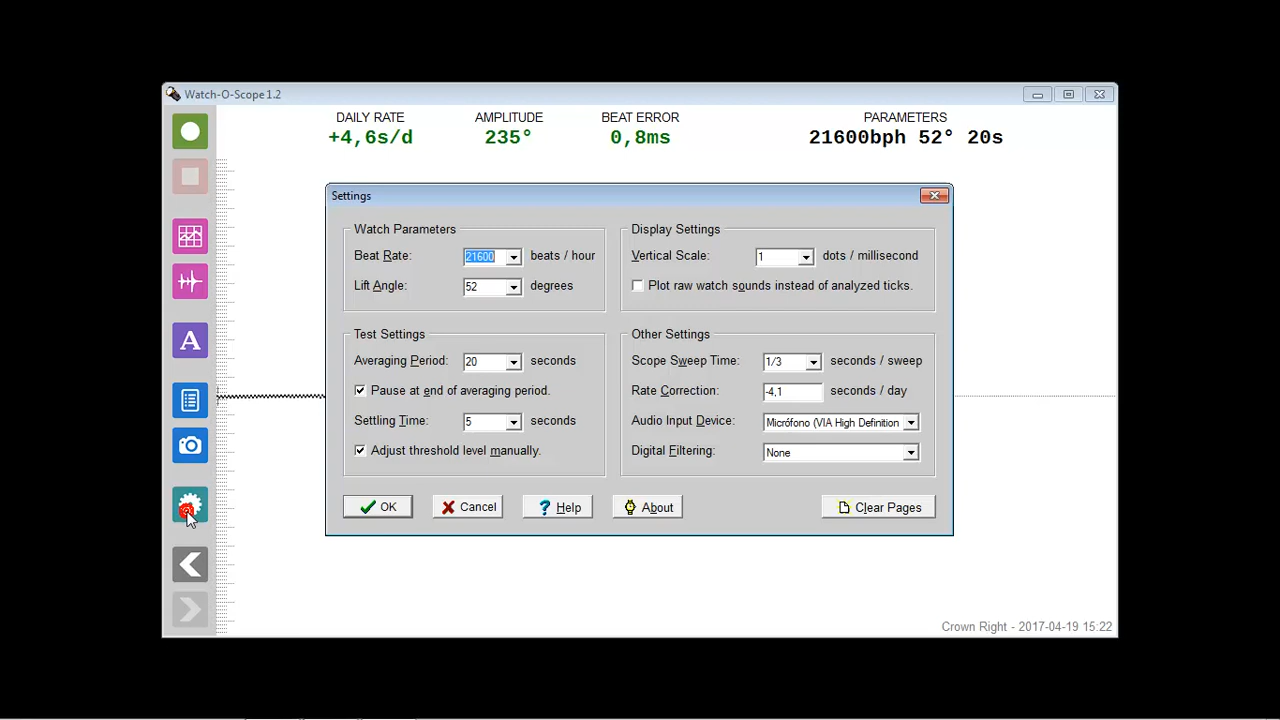 Watch-O-Scope 1.2
DAILY RATE AMPLITUDE BEAT ERROR PARAMETERS
+4,6s/d 235° 0,8ms 21600bph 52° 20s
Settings
Watch Parameters
Beat Rate: 21600 beats / hour
Lift Angle: 52 degrees
Display Settings
Vertical Scale: 1 dots / millisecond
Plot raw watch sounds instead of analyzed ticks
Test Settings
Averaging Period: 20 seconds
Pause at end of averaging period.
Settling Time: 5 seconds
Adjust threshold level manually.
Other Settings
Scope Sweep Time: 1/3 seconds / sweep
Rate Correction: -4,1 seconds / day
Audio Input Device: Micrófono (VIA High Definition
Digital Filtering: None
OK Cancel Help About Clear Pages
A
Crown Right - 2017-04-19 15:22